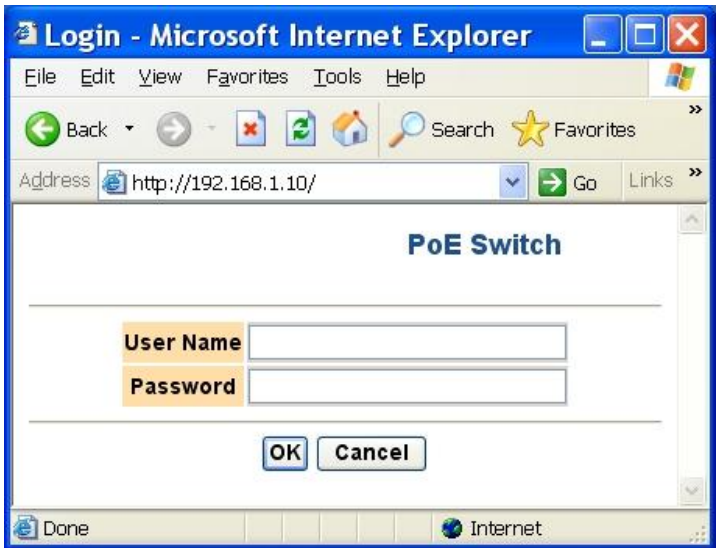 Login - Microsoft Internet Explorer
File Edit View Favorites Tools Help
Back Search Favorites »
Address http://192.168.1.10/ Go Links »
PoE Switch
User Name
Password
OK Cancel
Done Internet